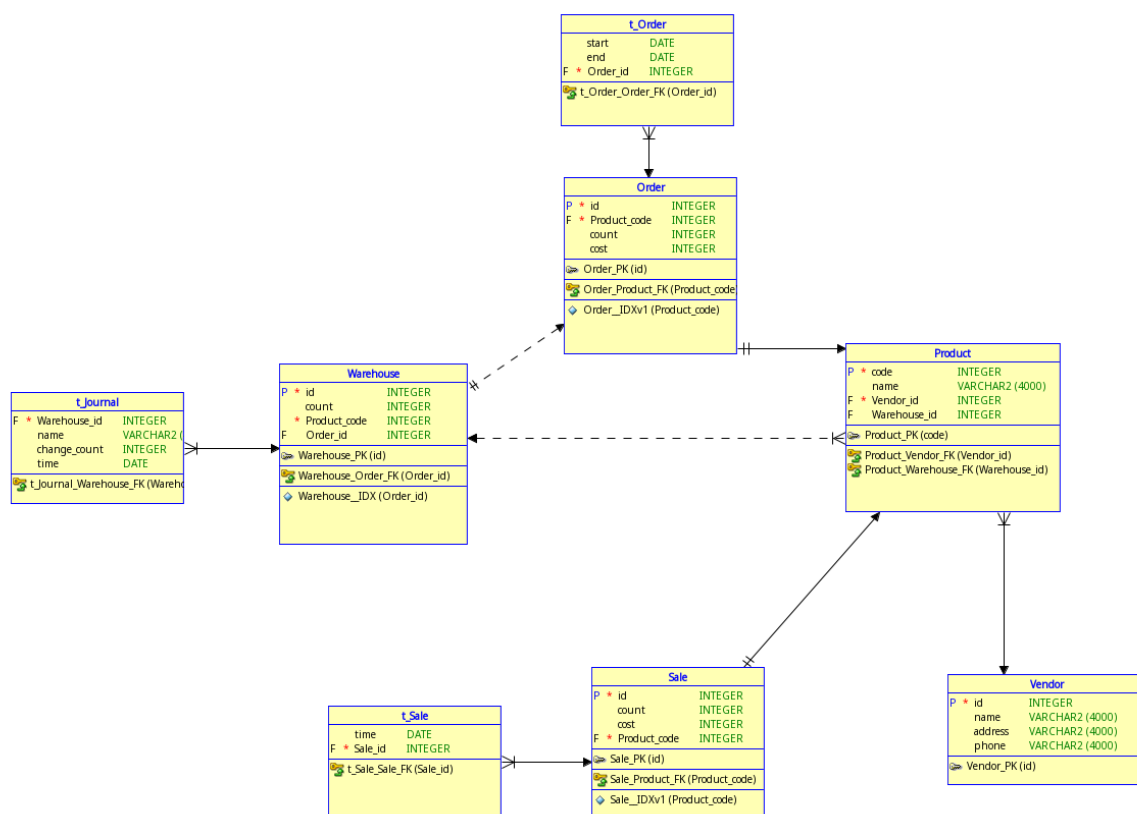 t_Order
start DATE
end DATE
F * Order_id INTEGER
t_Order_Order_FK (Order_id)
Order
P * id INTEGER
F * Product_code INTEGER
count INTEGER
cost INTEGER
Order_PK (id)
Order_Product_FK (Product_code
Order__IDXv1 (Product_code)
Product
P * code INTEGER
name VARCHAR2 (4000)
F * Vendor_id INTEGER
F Warehouse_id INTEGER
Product_PK (code)
Product_Vendor_FK (Vendor_id)
Product_Warehouse_FK (Warehouse_id)
Warehouse
P * id INTEGER
count INTEGER
* Product_code INTEGER
F Order_id INTEGER
Warehouse_PK (id)
Warehouse_Order_FK (Order_id)
Warehouse__IDX (Order_id)
t_Journal
F * Warehouse_id INTEGER
name VARCHAR2 (
change_count INTEGER
time DATE
t_Journal_Warehouse_FK (Wareho
Sale
P * id INTEGER
count INTEGER
cost INTEGER
F * Product_code INTEGER
Sale_PK (id)
Sale_Product_FK (Product_code)
Sale__IDXv1 (Product_code)
Vendor
P * id INTEGER
name VARCHAR2 (4000)
address VARCHAR2 (4000)
phone VARCHAR2 (4000)
Vendor_PK (id)
t_Sale
time DATE
F * Sale_id INTEGER
t_Sale_Sale_FK (Sale_id)